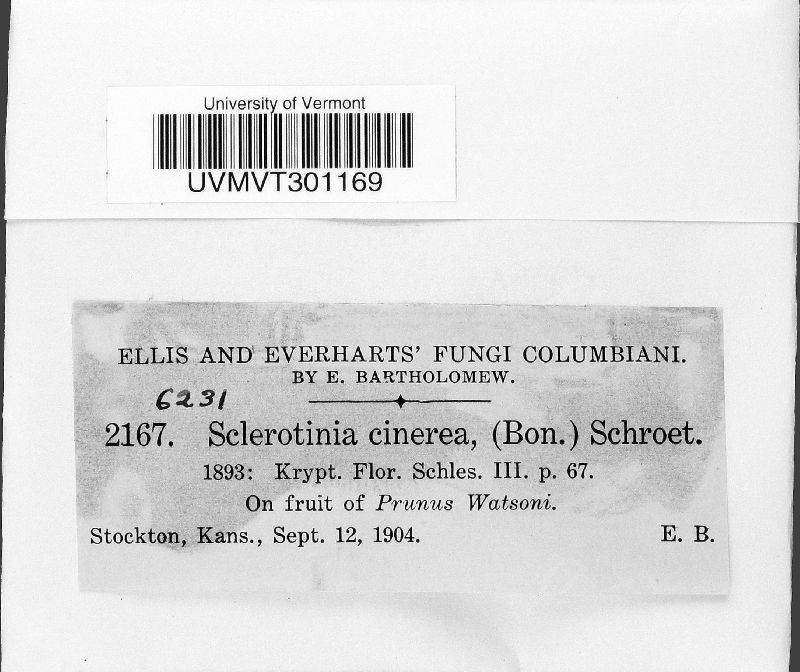 University of Vermont
UVMVT301169
ELLIS AND EVERHARTS' FUNGI COLUMBIANI.
BY E. BARTHOLOMEW.
6231
2167. Sclerotinia cinerea, (Bon.) Schroet.
1893: Krypt. Flor. Schles. III. p. 67.
On fruit of Prunus Watsoni.
Stockton, Kans., Sept. 12, 1904. E. B.